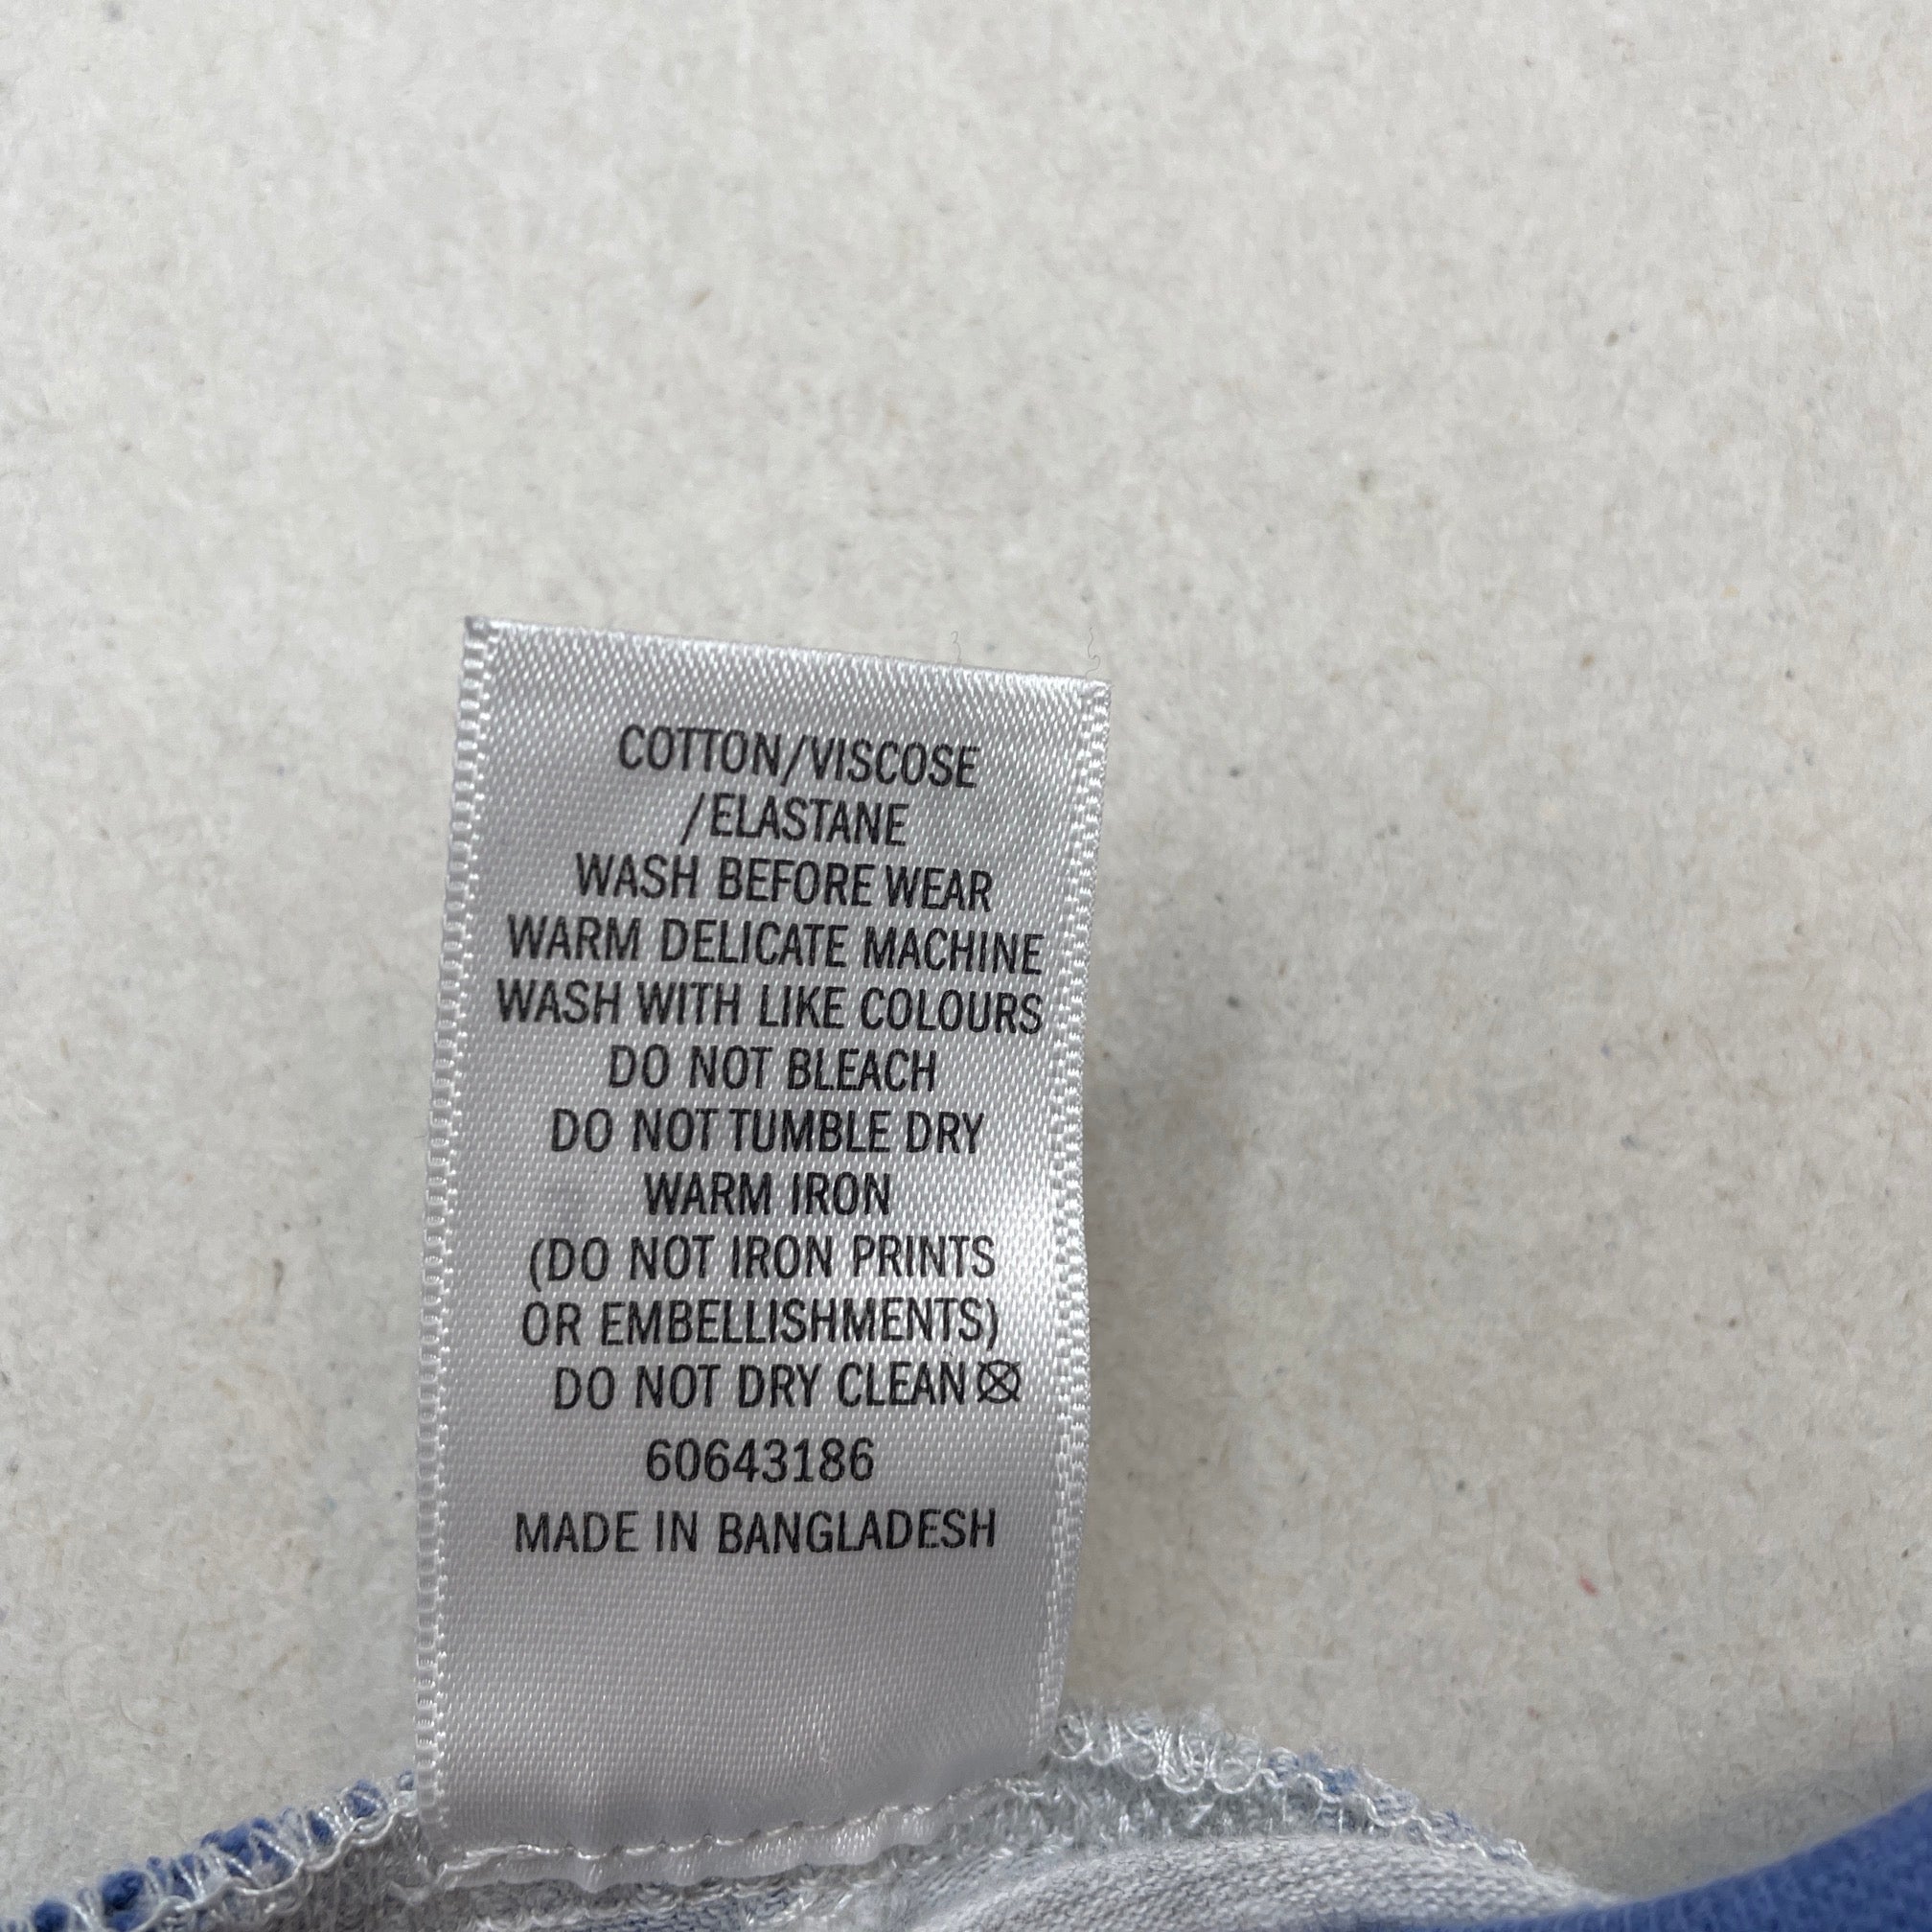 COTTON/VISCOSE
/ELASTANE
WASH BEFORE WEAR
WARM DELICATE MACHINE
WASH WITH LIKE COLOURS
DO NOT BLEACH
DO NOT TUMBLE DRY
WARM IRON
(DO NOT IRON PRINTS
OR EMBELLISHMENTS)
DO NOT DRY CLEAN
60643186
MADE IN BANGLADESH